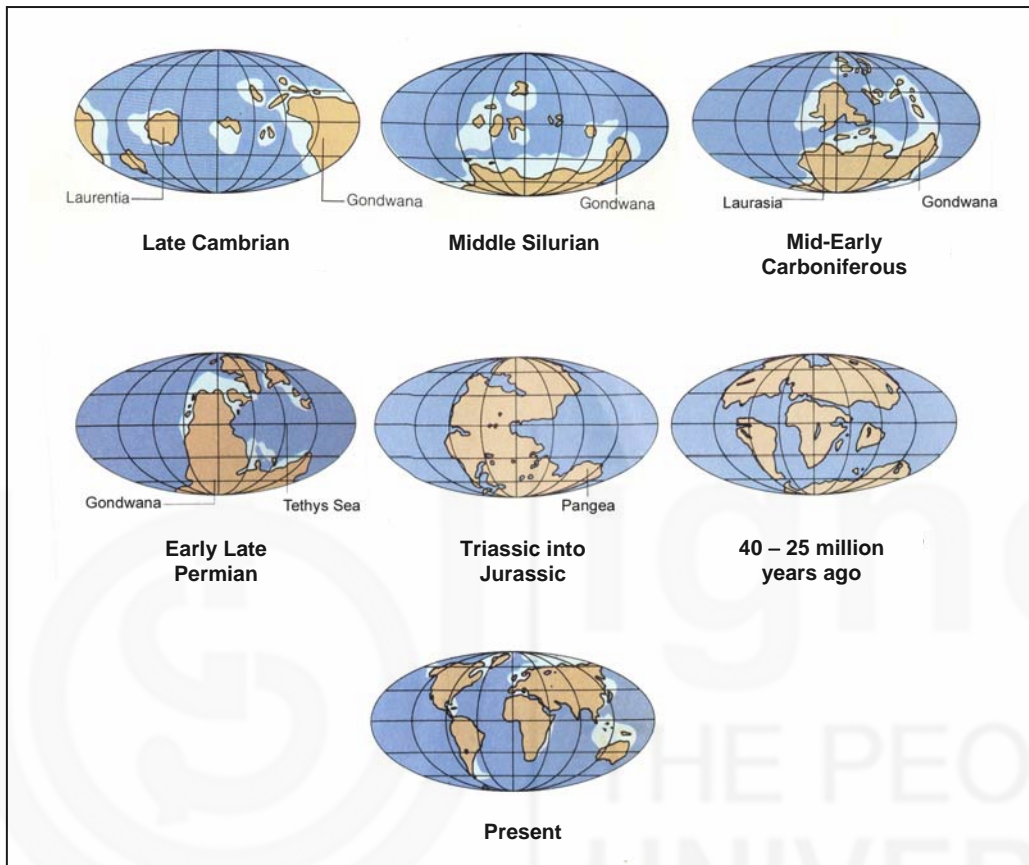 Laurentia
Gondwana
Late Cambrian
Gondwana
Middle Silurian
Laurasia
Gondwana
Mid-Early
Carboniferous
Gondwana
Tethys Sea
Early Late
Permian
Pangea
Triassic into
Jurassic
40 – 25 million
years ago
Present
THE PEO